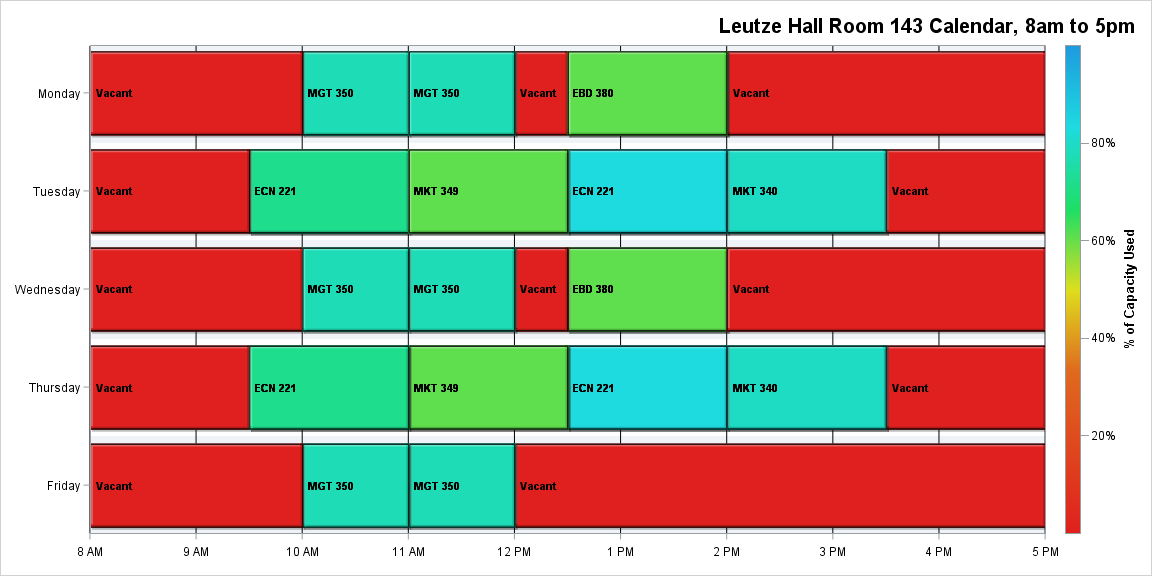 Leutze Hall Room 143 Calendar, 8am to 5pm
Monday
Vacant
MGT 350
MGT 350
Vacant
EBD 380
Vacant
Tuesday
Vacant
ECN 221
MKT 349
ECN 221
MKT 340
Vacant
Wednesday
Vacant
MGT 350
MGT 350
Vacant
EBD 380
Vacant
Thursday
Vacant
ECN 221
MKT 349
ECN 221
MKT 340
Vacant
Friday
Vacant
MGT 350
MGT 350
Vacant
8 AM
9 AM
10 AM
11 AM
12 PM
1 PM
2 PM
3 PM
4 PM
5 PM
80%
60%
40%
20%
% of Capacity Used